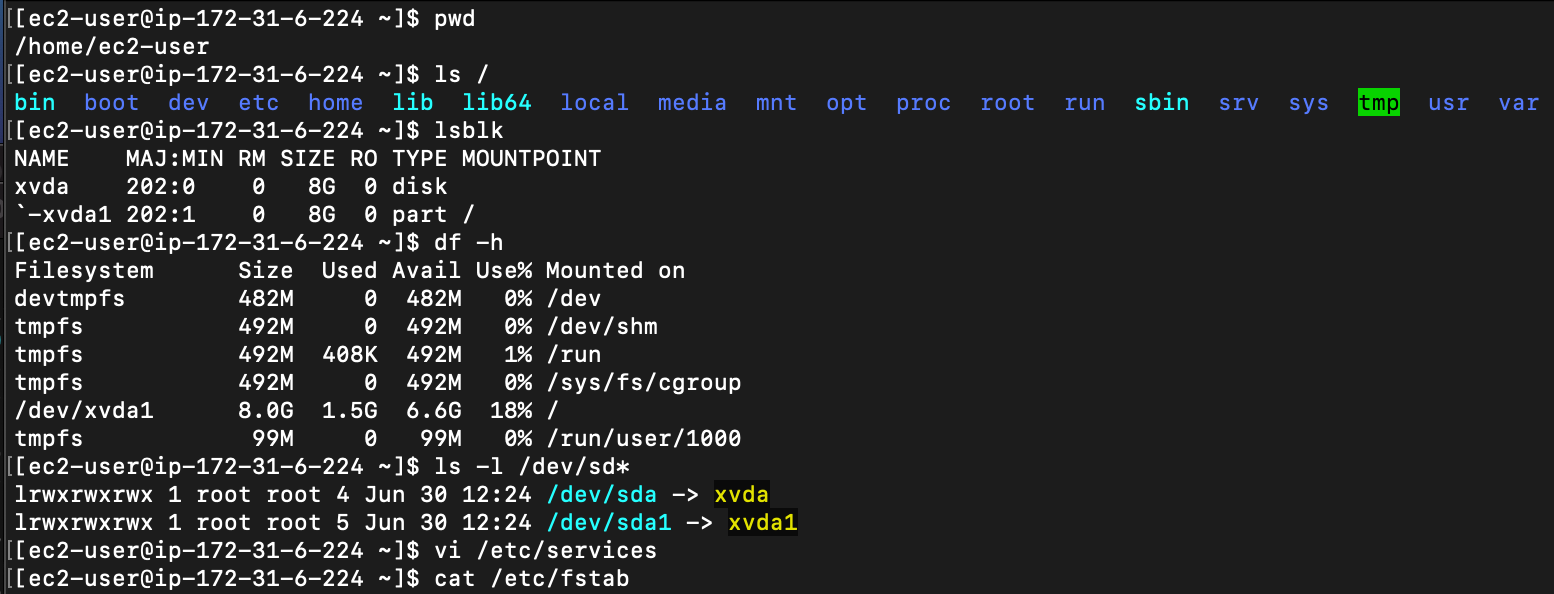 [[ec2-user@ip-172-31-6-224 ~]$ pwd
/home/ec2-user
[[ec2-user@ip-172-31-6-224 ~]$ ls /
bin  boot  dev  etc  home  lib  lib64  local  media  mnt  opt  proc  root  run  sbin  srv  sys  tmp  usr  var
[[ec2-user@ip-172-31-6-224 ~]$ lsblk
NAME    MAJ:MIN RM SIZE RO TYPE MOUNTPOINT
xvda    202:0    0   8G  0 disk
`-xvda1 202:1    0   8G  0 part /
[[ec2-user@ip-172-31-6-224 ~]$ df -h
Filesystem      Size  Used Avail Use% Mounted on
devtmpfs        482M     0  482M   0% /dev
tmpfs           492M     0  492M   0% /dev/shm
tmpfs           492M  408K  492M   1% /run
tmpfs           492M     0  492M   0% /sys/fs/cgroup
/dev/xvda1      8.0G  1.5G  6.6G  18% /
tmpfs            99M     0   99M   0% /run/user/1000
[[ec2-user@ip-172-31-6-224 ~]$ ls -l /dev/sd*
lrwxrwxrwx 1 root root 4 Jun 30 12:24 /dev/sda -> xvda
lrwxrwxrwx 1 root root 5 Jun 30 12:24 /dev/sda1 -> xvda1
[[ec2-user@ip-172-31-6-224 ~]$ vi /etc/services
[[ec2-user@ip-172-31-6-224 ~]$ cat /etc/fstab